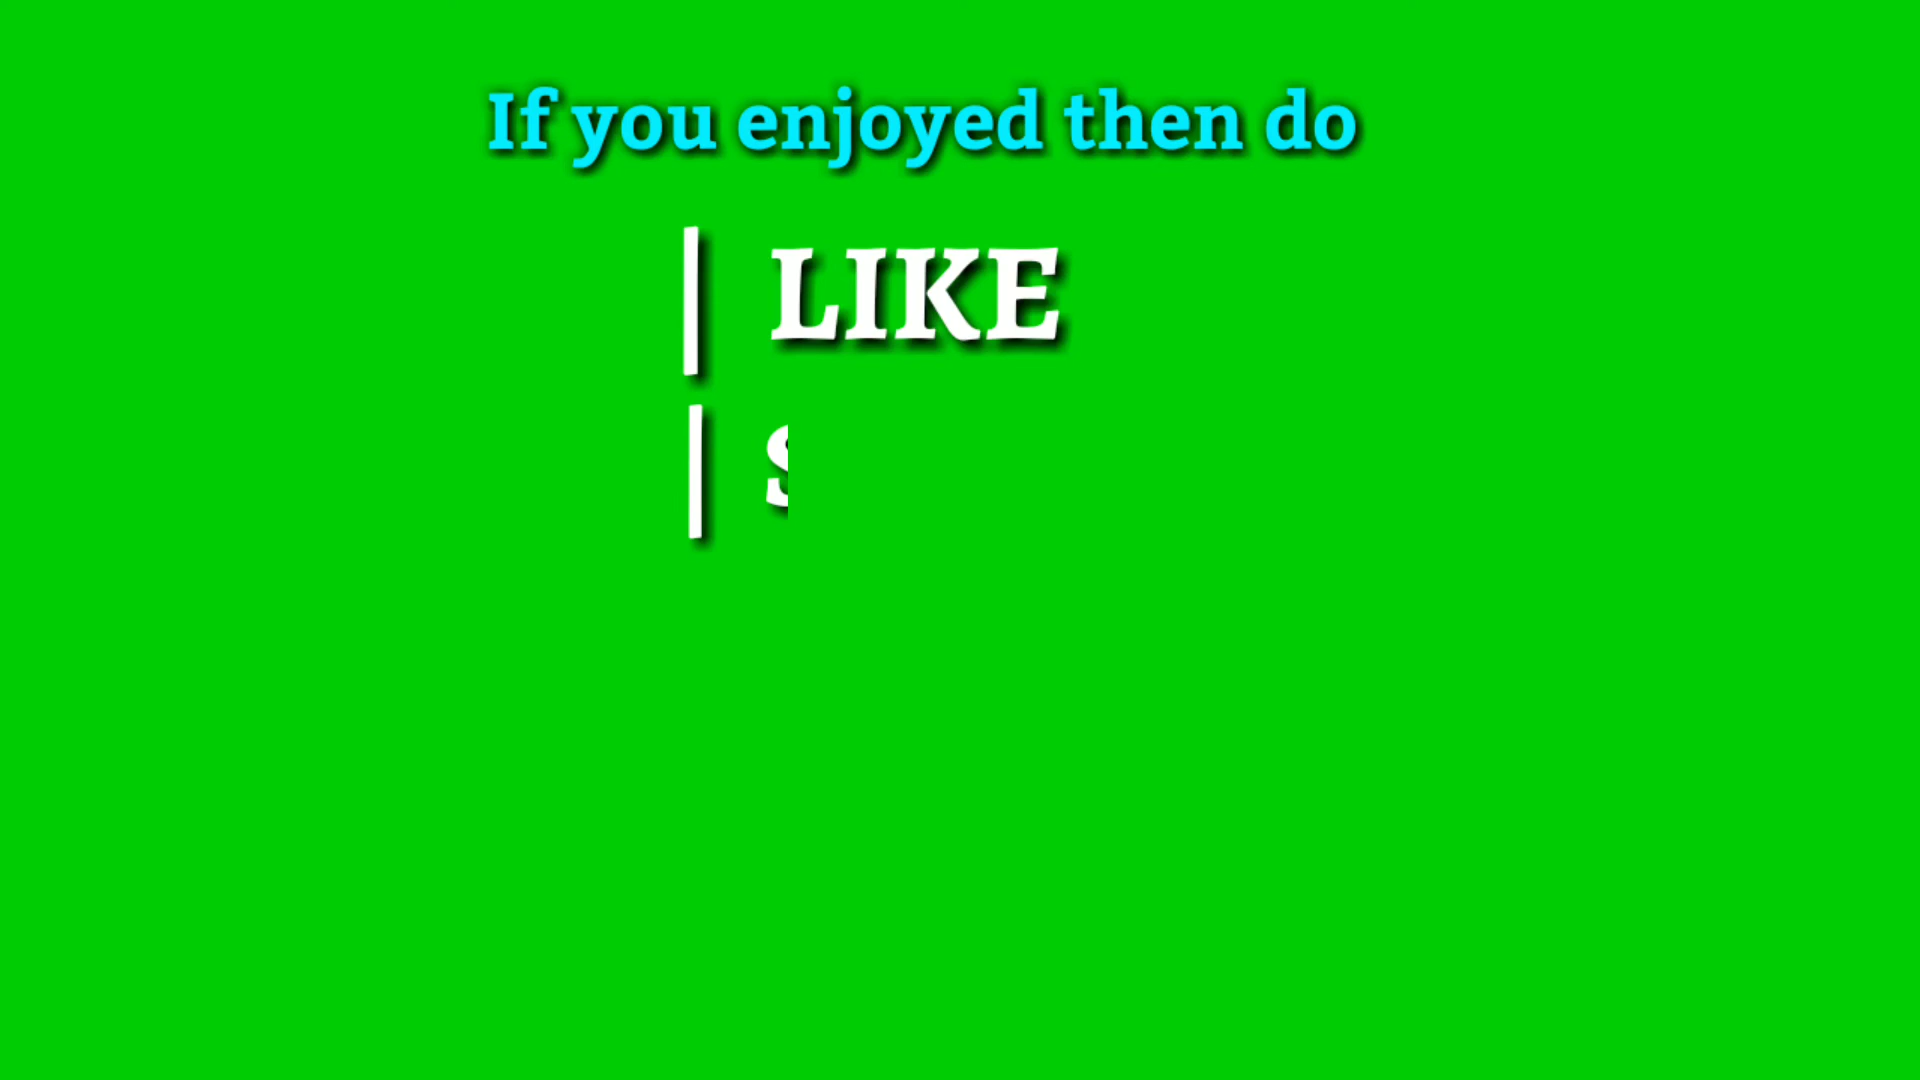 If you enjoyed then do
| LIKE
|